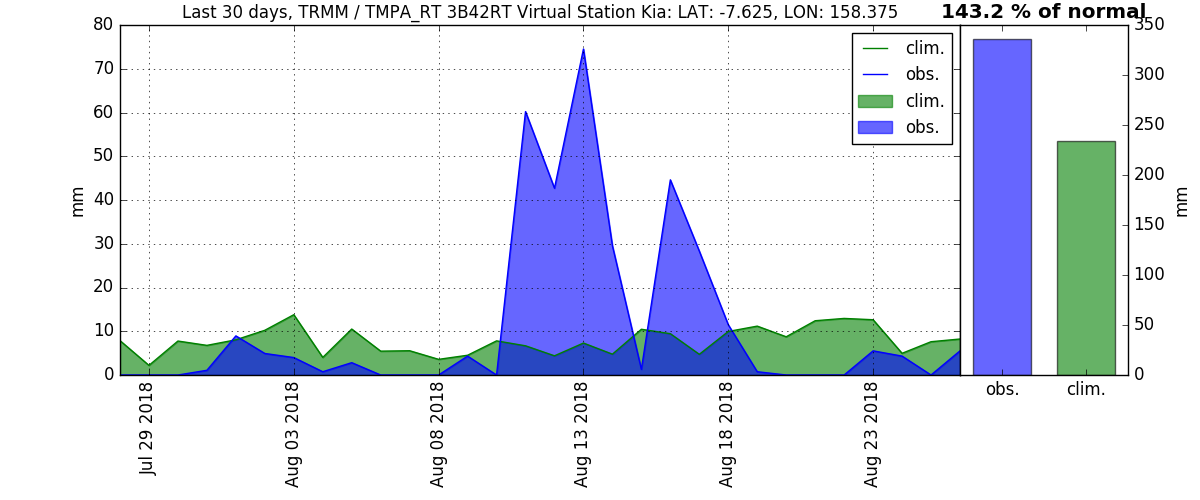 Last 30 days, TRMM / TMPA_RT 3B42RT Virtual Station Kia: LAT: -7.625, LON: 158.375
143.2 % of normal
80
70
60
50
40
30
20
10
0
mm
clim.
obs.
clim.
obs.
Jul 29 2018
Aug 03 2018
Aug 08 2018
Aug 13 2018
Aug 18 2018
Aug 23 2018
350
300
250
200
150
100
50
0
mm
obs.
clim.